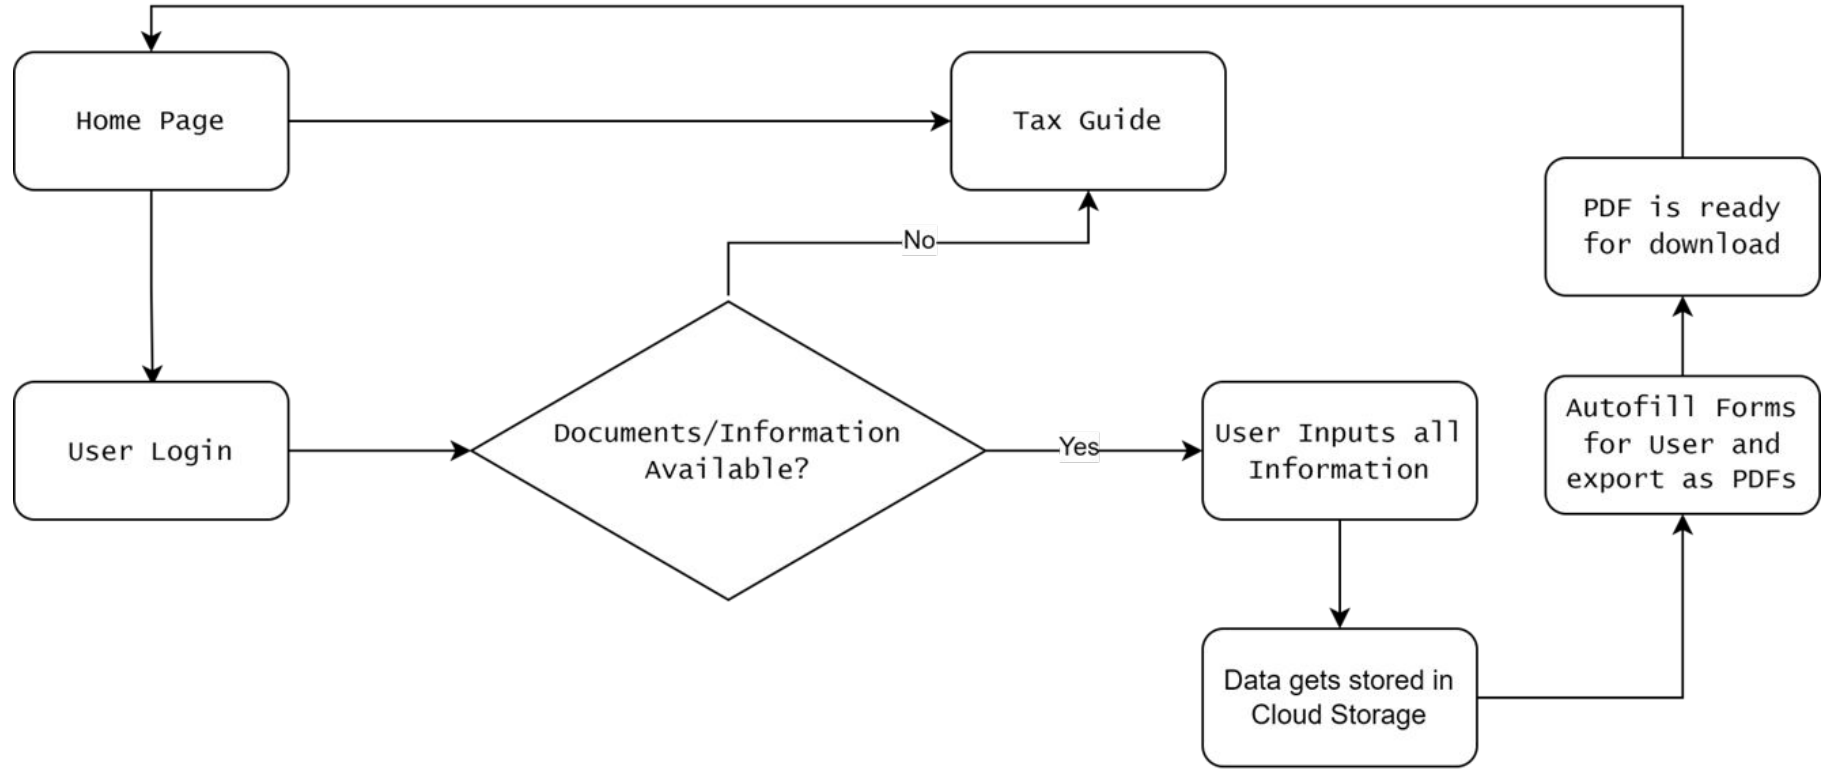 Home Page
Tax Guide
PDF is ready
for download
No
User Login
Documents/Information
Available?
Yes
User Inputs all
Information
Autofill Forms
for User and
export as PDFs
Data gets stored in
Cloud Storage